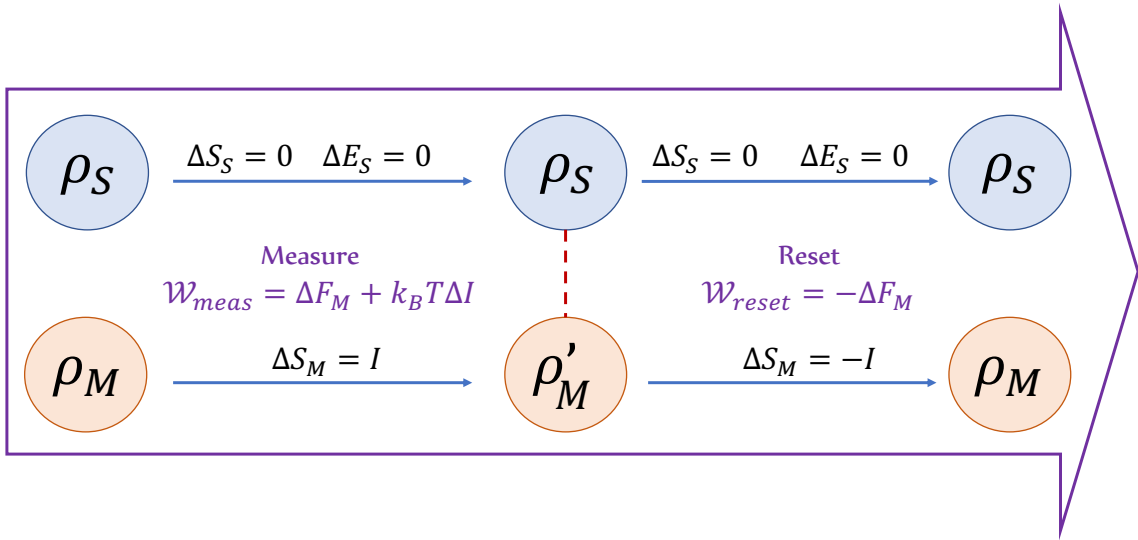 ρ_S
ΔS_S = 0 ΔE_S = 0
ρ_S
ΔS_S = 0 ΔE_S = 0
ρ_S
Measure
𝒲_meas = ΔF_M + k_B TΔI
Reset
𝒲_reset = −ΔF_M
ρ_M
ΔS_M = I
ρ'_M
ΔS_M = −I
ρ_M